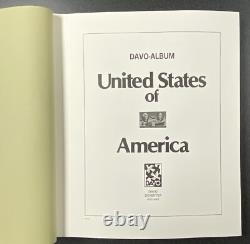 DAVO-ALBUM
United States
of
America